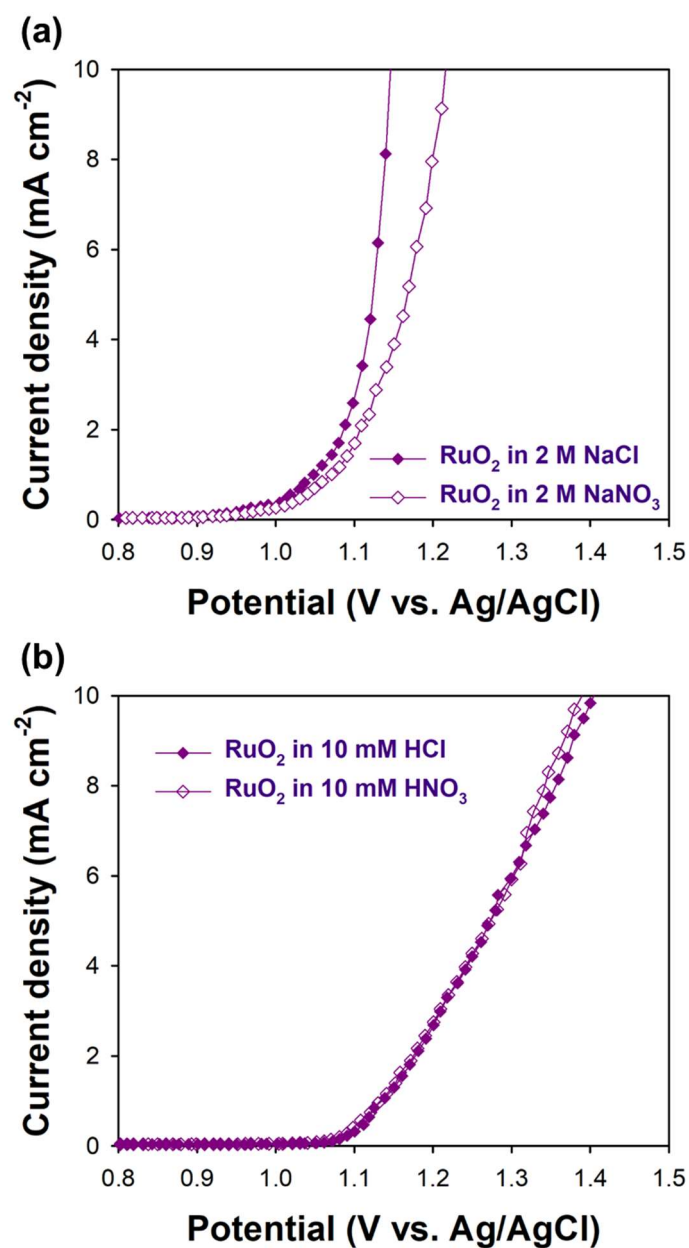 (a)
10
8
6
4
2
0
Current density (mA cm⁻²)
RuO₂ in 2 M NaCl
RuO₂ in 2 M NaNO₃
0.8 0.9 1.0 1.1 1.2 1.3 1.4 1.5
Potential (V vs. Ag/AgCl)
(b)
10
8
6
4
2
0
Current density (mA cm⁻²)
RuO₂ in 10 mM HCl
RuO₂ in 10 mM HNO₃
0.8 0.9 1.0 1.1 1.2 1.3 1.4 1.5
Potential (V vs. Ag/AgCl)